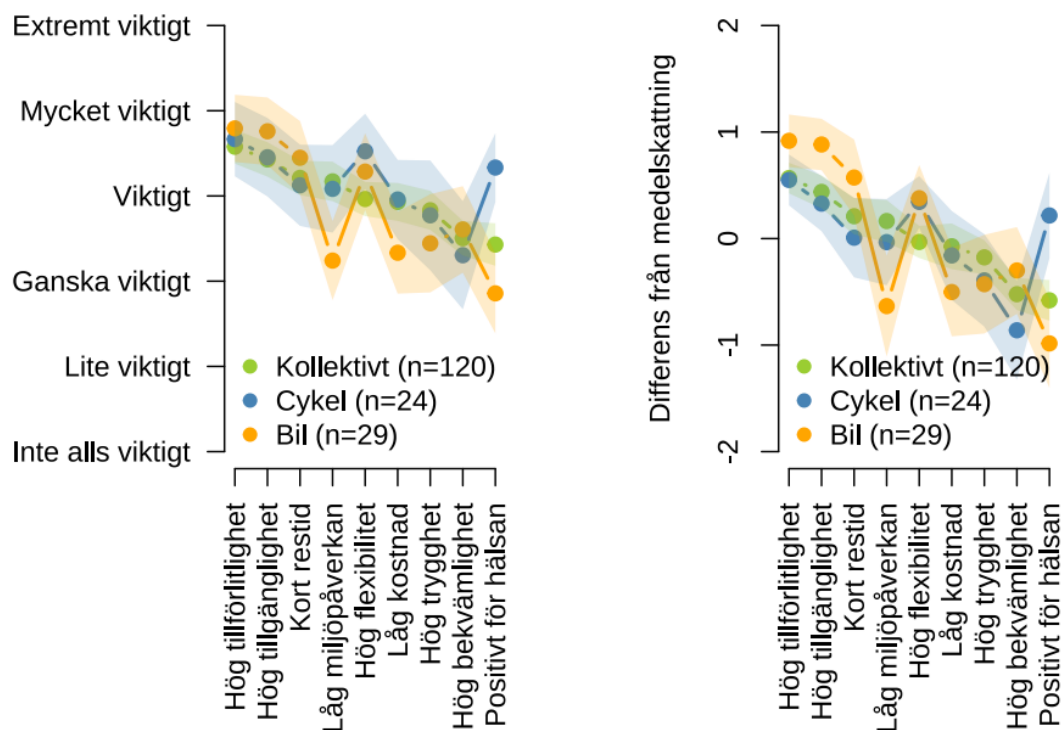 Extremt viktigt
Mycket viktigt
Viktigt
Ganska viktigt
Lite viktigt
Inte alls viktigt
Kollektivt (n=120)
Cykel (n=24)
Bil (n=29)
Hög tillförlitlighet
Hög tillgänglighet
Kort restid
Låg miljöpåverkan
Hög flexibilitet
Låg kostnad
Hög trygghet
Hög bekvämlighet
Positivt för hälsan
Differens från medelskattning
2
1
0
-1
-2
Kollektivt (n=120)
Cykel (n=24)
Bil (n=29)
Hög tillförlitlighet
Hög tillgänglighet
Kort restid
Låg miljöpåverkan
Hög flexibilitet
Låg kostnad
Hög trygghet
Hög bekvämlighet
Positivt för hälsan